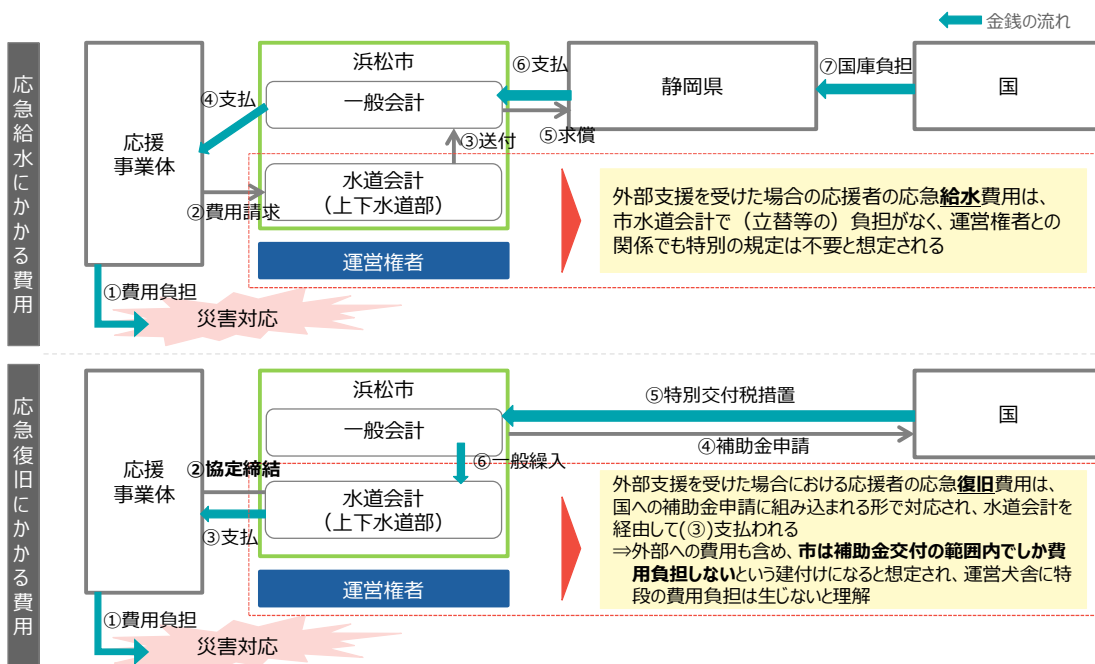 金銭の流れ
応急給水にかかる費用
応援
事業体
浜松市
一般会計
水道会計
（上下水道部）
運営権者
静岡県
国
①費用負担
災害対応
②費用請求
③送付
④支払
⑤求償
⑥支払
⑦国庫負担
外部支援を受けた場合の応援者の応急給水費用は、
市水道会計で（立替等の）負担がなく、運営権者との
関係でも特別の規定は不要と想定される
応急復旧にかかる費用
応援
事業体
浜松市
一般会計
水道会計
（上下水道部）
運営権者
国
①費用負担
災害対応
②協定締結
③支払
④補助金申請
⑤特別交付税措置
⑥一般繰入
外部支援を受けた場合における応援者の応急復旧費用は、
国への補助金申請に組み込まれる形で対応され、水道会計を
経由して(③)支払われる
⇒外部への費用も含め、市は補助金交付の範囲内でしか費
用負担しないという建付けになると想定され、運営犬舎に特
段の費用負担は生じないと理解